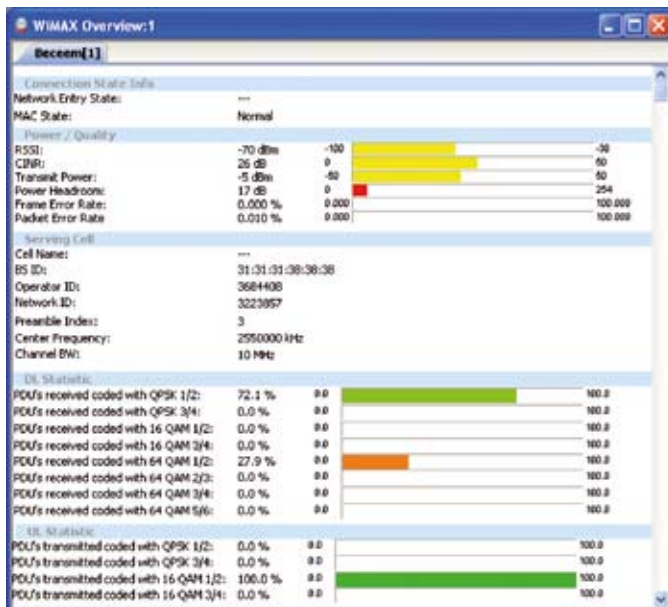 WiMAX Overview:1
Beceem[1]
Connection State Info
Network Entry State: ---
MAC State: Normal
Power / Quality
RSSI: -70 dBm -100 -30
CINR: 26 dB 0 50
Transmit Power: -5 dBm -50 50
Power Headroom: 17 dB 0 254
Frame Error Rate: 0.000 % 0.000 100.000
Packet Error Rate 0.010 % 0.000 100.000
Serving Cell
Cell Name: ---
BS ID: 31:31:31:38:38:38
Operator ID: 3684408
Network ID: 3223857
Preamble Index: 3
Center Frequency: 2550000 kHz
Channel BW: 10 MHz
DL Statistic
PDU's received coded with QPSK 1/2: 72.1 % 0.0 100.0
PDU's received coded with QPSK 3/4: 0.0 % 0.0 100.0
PDU's received coded with 16 QAM 1/2: 0.0 % 0.0 100.0
PDU's received coded with 16 QAM 3/4: 0.0 % 0.0 100.0
PDU's received coded with 64 QAM 1/2: 27.9 % 0.0 100.0
PDU's received coded with 64 QAM 2/3: 0.0 % 0.0 100.0
PDU's received coded with 64 QAM 3/4: 0.0 % 0.0 100.0
PDU's received coded with 64 QAM 5/6: 0.0 % 0.0 100.0
UL Statistic
PDU's transmitted coded with QPSK 1/2: 0.0 % 0.0 100.0
PDU's transmitted coded with QPSK 3/4: 0.0 % 0.0 100.0
PDU's transmitted coded with 16 QAM 1/2: 100.0 % 0.0 100.0
PDU's transmitted coded with 16 QAM 3/4: 0.0 % 0.0 100.0